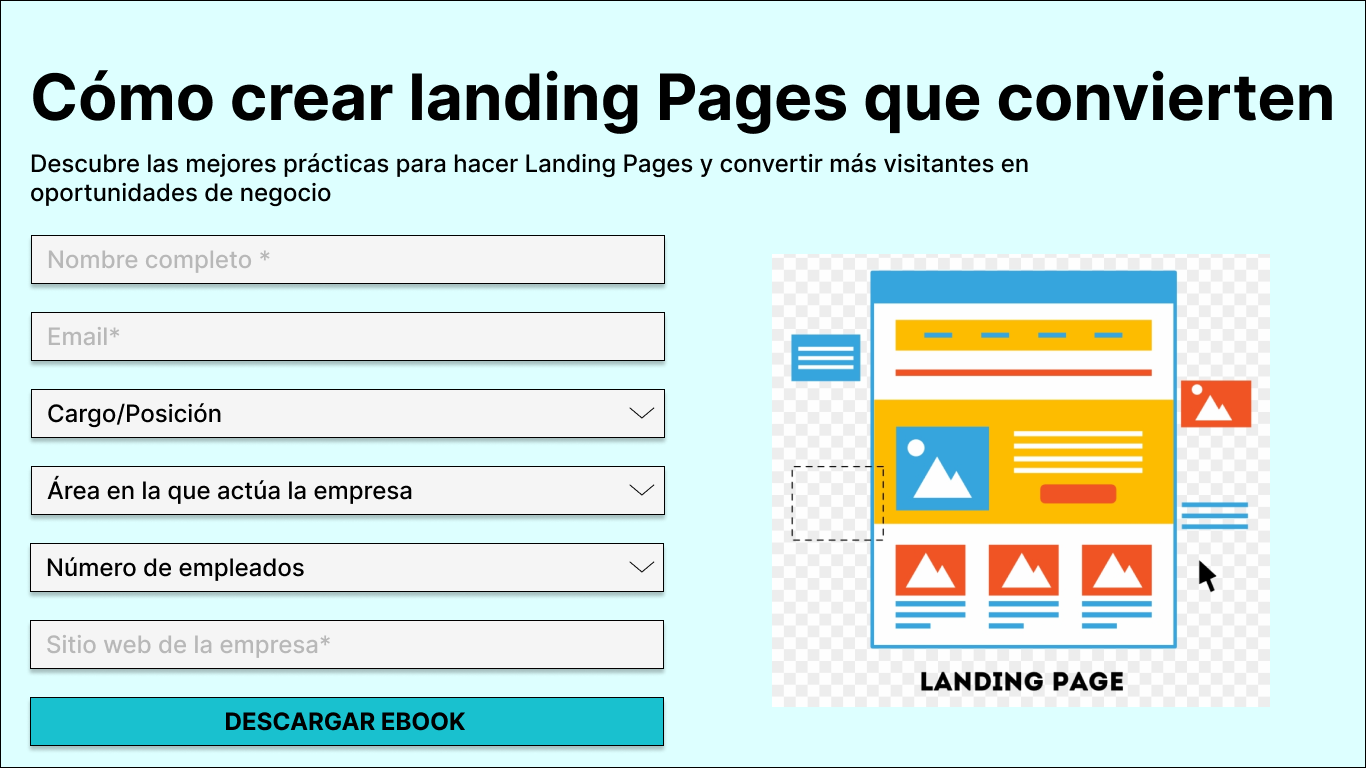 Cómo crear landing Pages que convierten
Descubre las mejores prácticas para hacer Landing Pages y convertir más visitantes en
oportunidades de negocio
Nombre completo *
Email*
Cargo/Posición
Área en la que actúa la empresa
Número de empleados
Sitio web de la empresa*
DESCARGAR EBOOK
LANDING PAGE